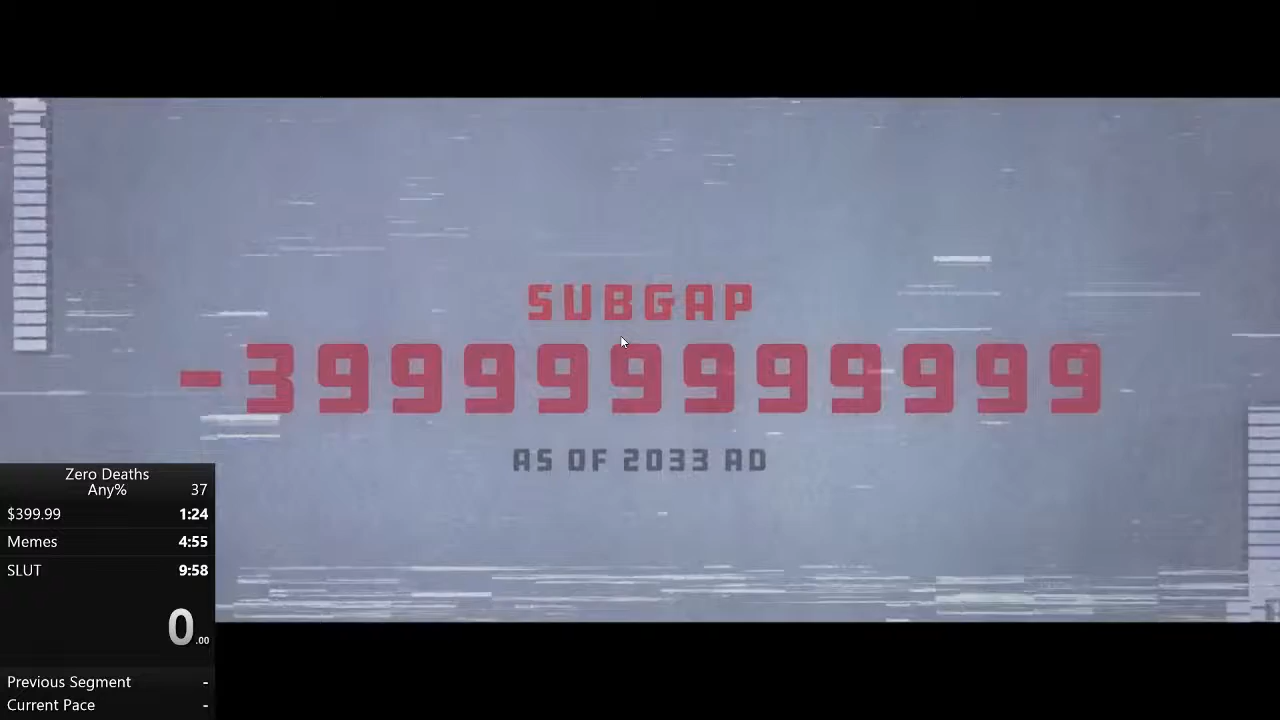 SUBGAP
-399999999999
AS OF 2033 AD
Zero Deaths
Any% 37
$399.99 1:24
Memes 4:55
SLUT 9:58
0.00
Previous Segment -
Current Pace -